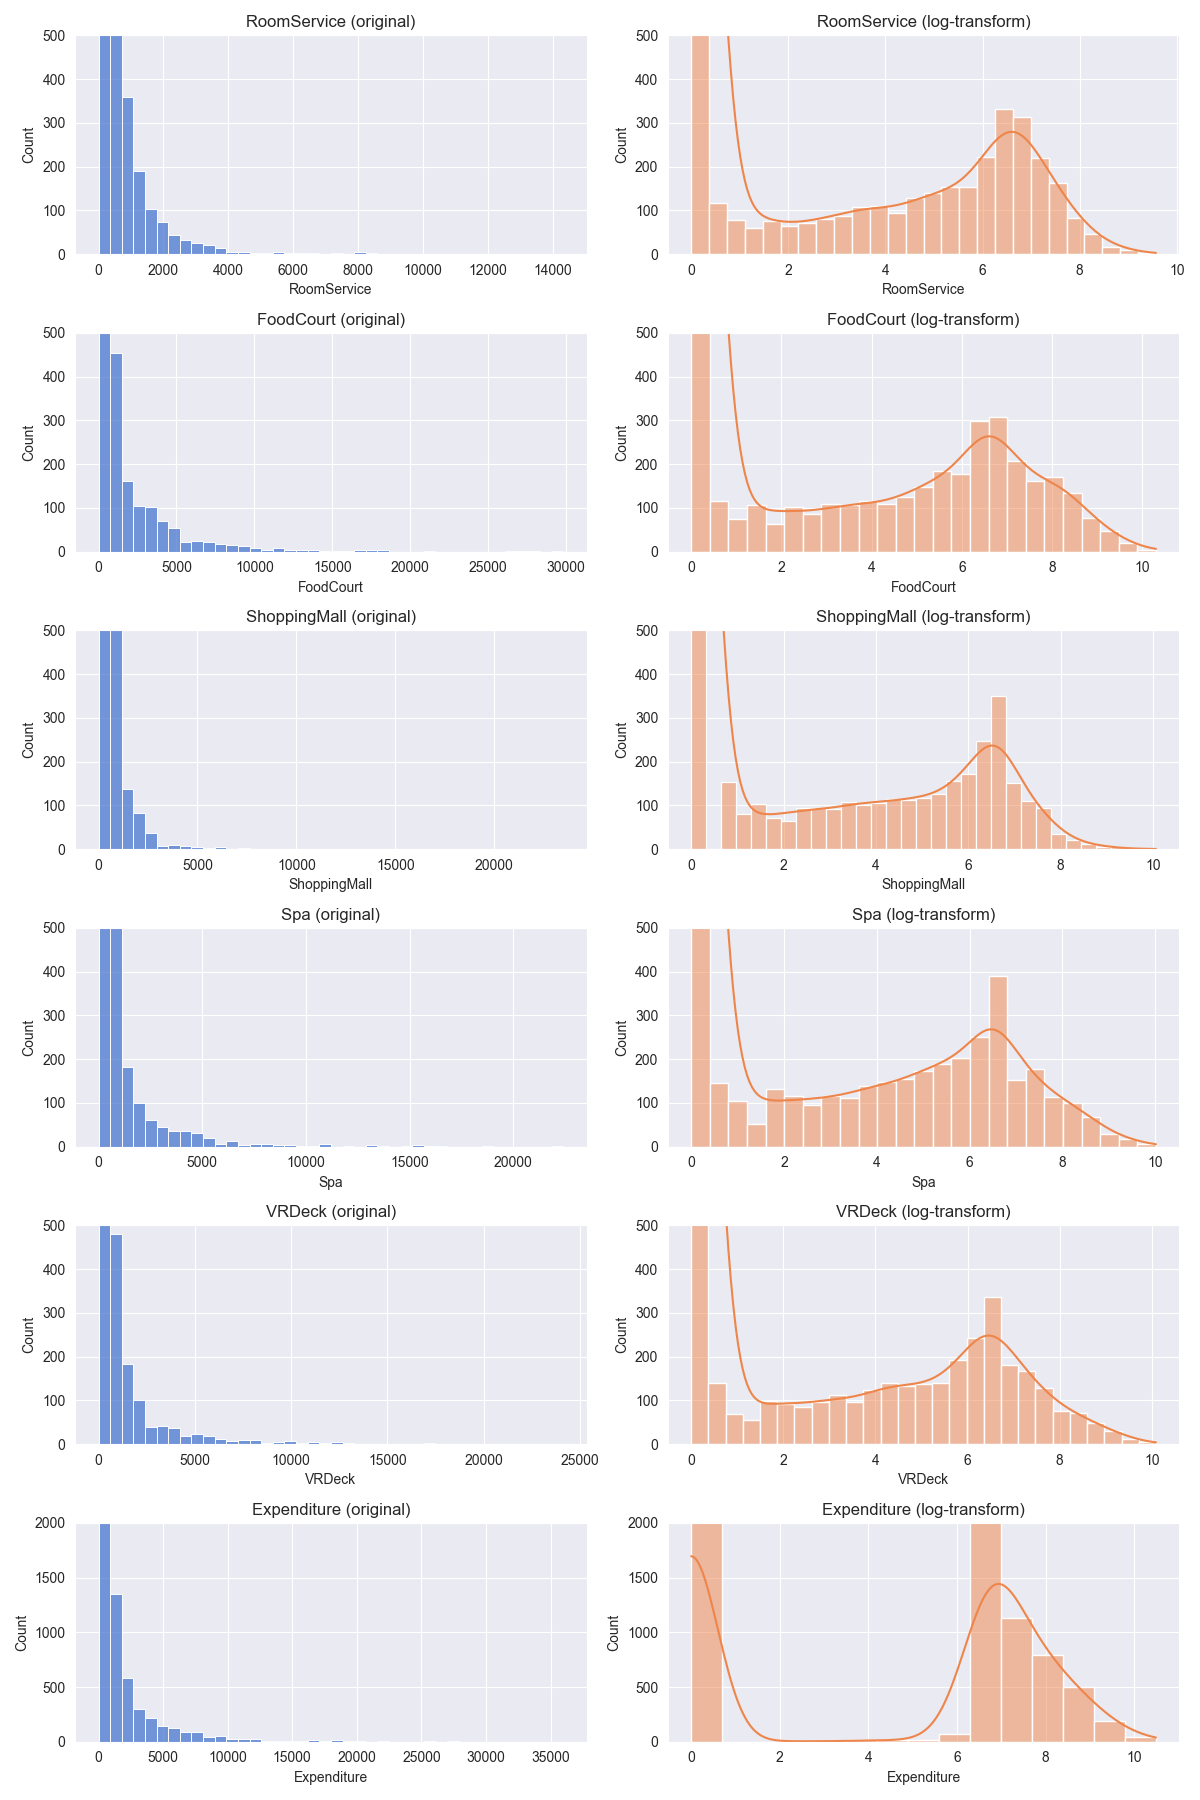 RoomService (original)
RoomService (log-transform)
500
400
300
200
100
0
Count
0 2000 4000 6000 8000 10000 12000 14000
RoomService
500
400
300
200
100
0
Count
0 2 4 6 8 10
RoomService
FoodCourt (original)
FoodCourt (log-transform)
500
400
300
200
100
0
Count
0 5000 10000 15000 20000 25000 30000
FoodCourt
500
400
300
200
100
0
Count
0 2 4 6 8 10
FoodCourt
ShoppingMall (original)
ShoppingMall (log-transform)
500
400
300
200
100
0
Count
0 5000 10000 15000 20000
ShoppingMall
500
400
300
200
100
0
Count
0 2 4 6 8 10
ShoppingMall
Spa (original)
Spa (log-transform)
500
400
300
200
100
0
Count
0 5000 10000 15000 20000
Spa
500
400
300
200
100
0
Count
0 2 4 6 8 10
Spa
VRDeck (original)
VRDeck (log-transform)
500
400
300
200
100
0
Count
0 5000 10000 15000 20000 25000
VRDeck
500
400
300
200
100
0
Count
0 2 4 6 8 10
VRDeck
Expenditure (original)
Expenditure (log-transform)
2000
1500
1000
500
0
Count
0 5000 10000 15000 20000 25000 30000 35000
Expenditure
2000
1500
1000
500
0
Count
0 2 4 6 8 10
Expenditure